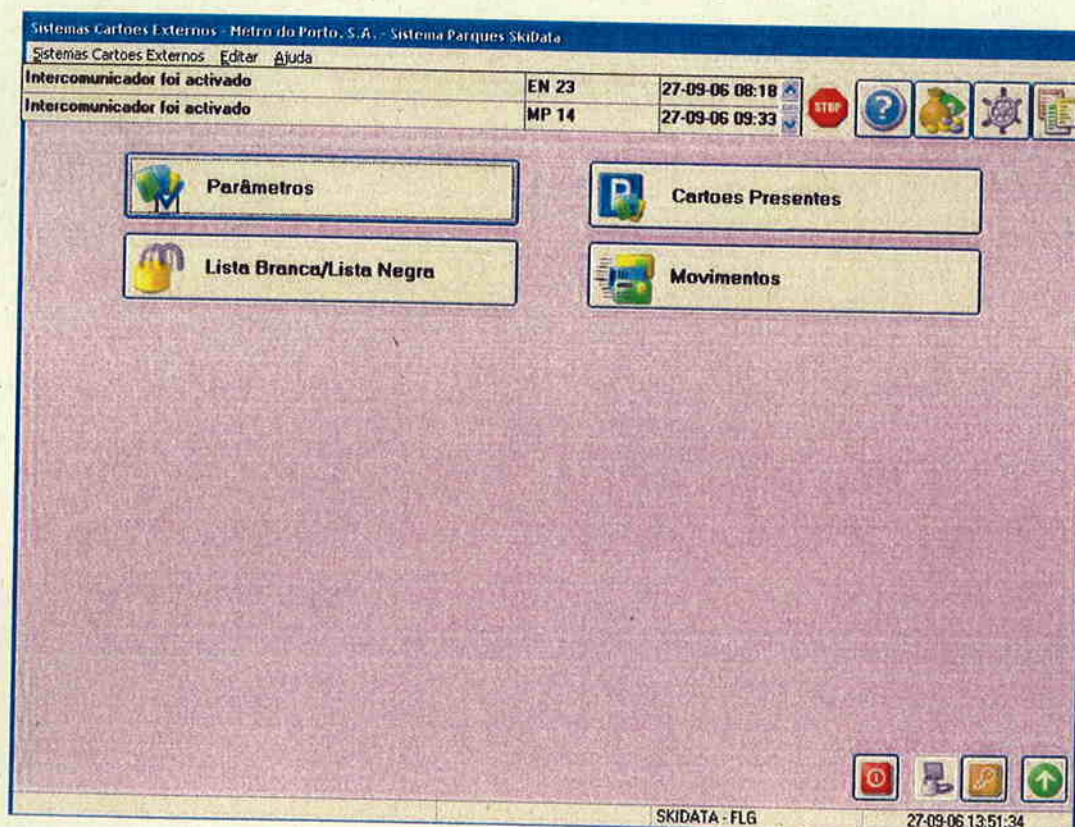 Sistemas Cartoes Externos - Metro do Porto, S.A. - Sistema Parques SkiData
Sistemas Cartoes Externos Editar Ajuda
Intercomunicador foi activado EN 23 27-09-06 08:18
Intercomunicador foi activado MP 14 27-09-06 09:33
STOP
Parâmetros
Cartoes Presentes
Lista Branca/Lista Negra
Movimentos
SKIDATA - FLG 27-09-06 13:51:34